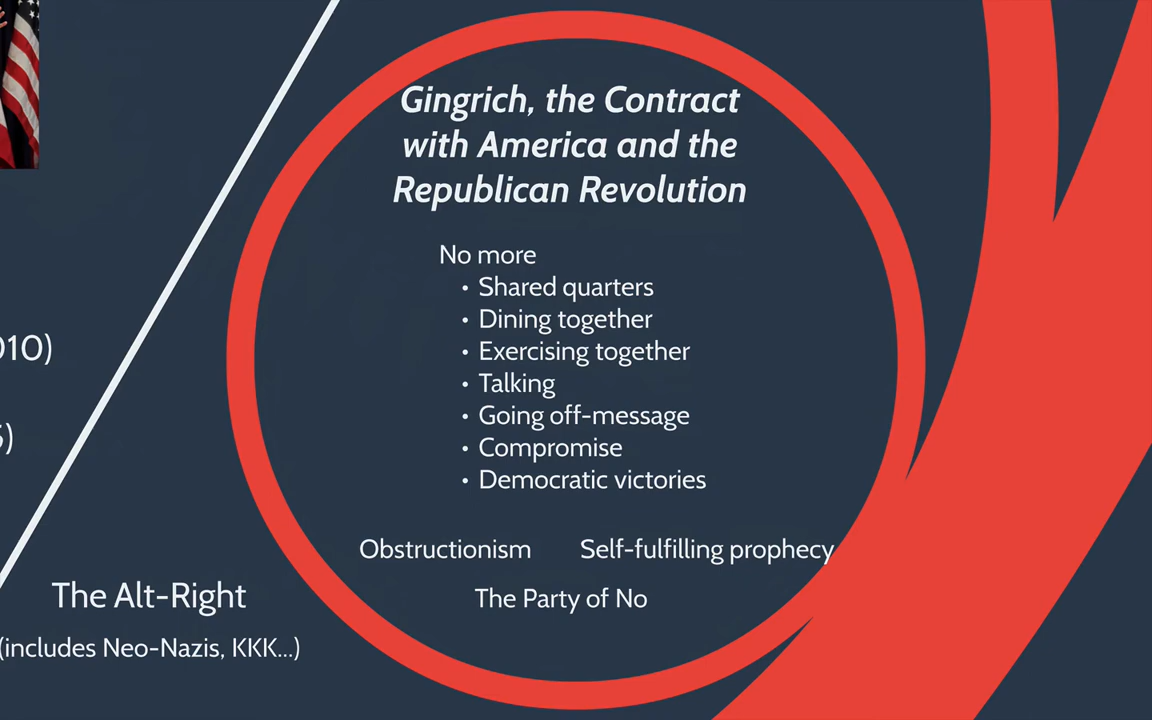 Gingrich, the Contract
with America and the
Republican Revolution
No more
• Shared quarters
• Dining together
• Exercising together
• Talking
• Going off-message
• Compromise
• Democratic victories
Obstructionism
Self-fulfilling prophecy
The Party of No
The Alt-Right
(includes Neo-Nazis, KKK...)